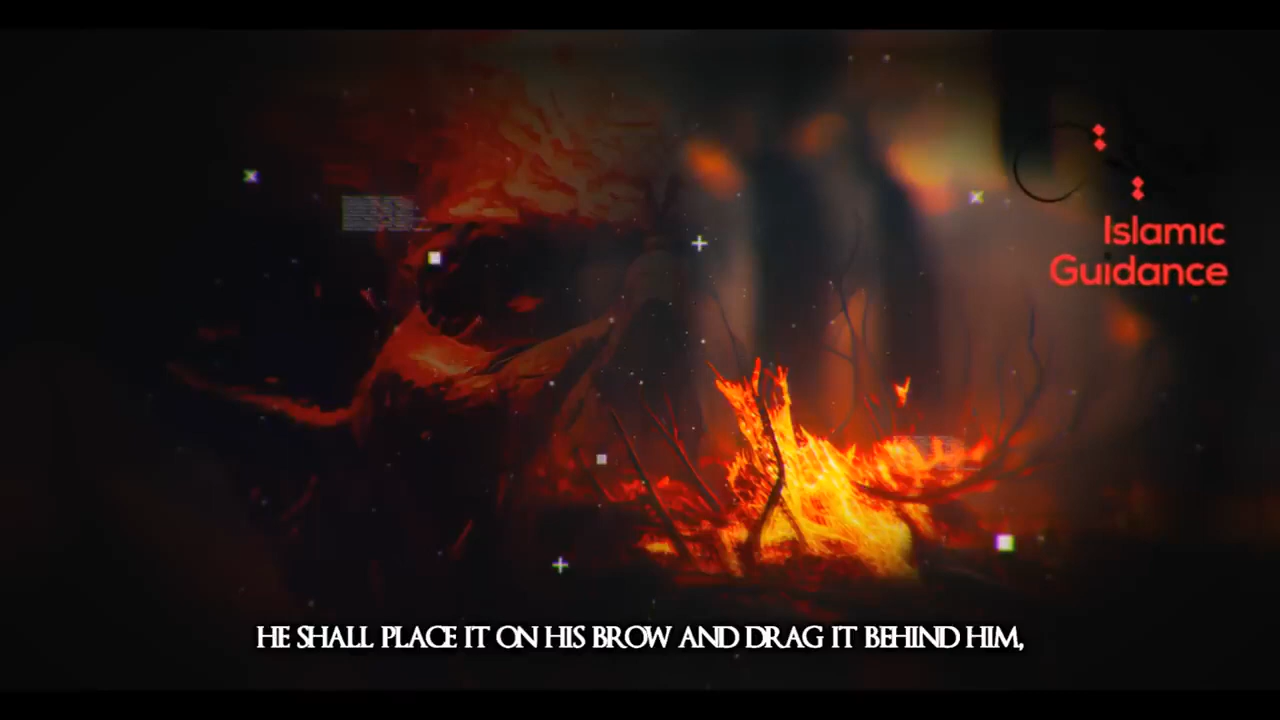 Islamic
Guidance
HE SHALL PLACE IT ON HIS BROW AND DRAG IT BEHIND HIM,